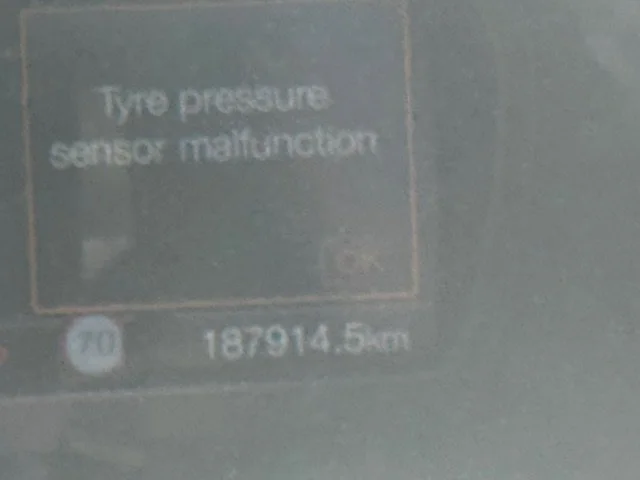 Tyre pressure
sensor malfunction
OK
70
187914.5km